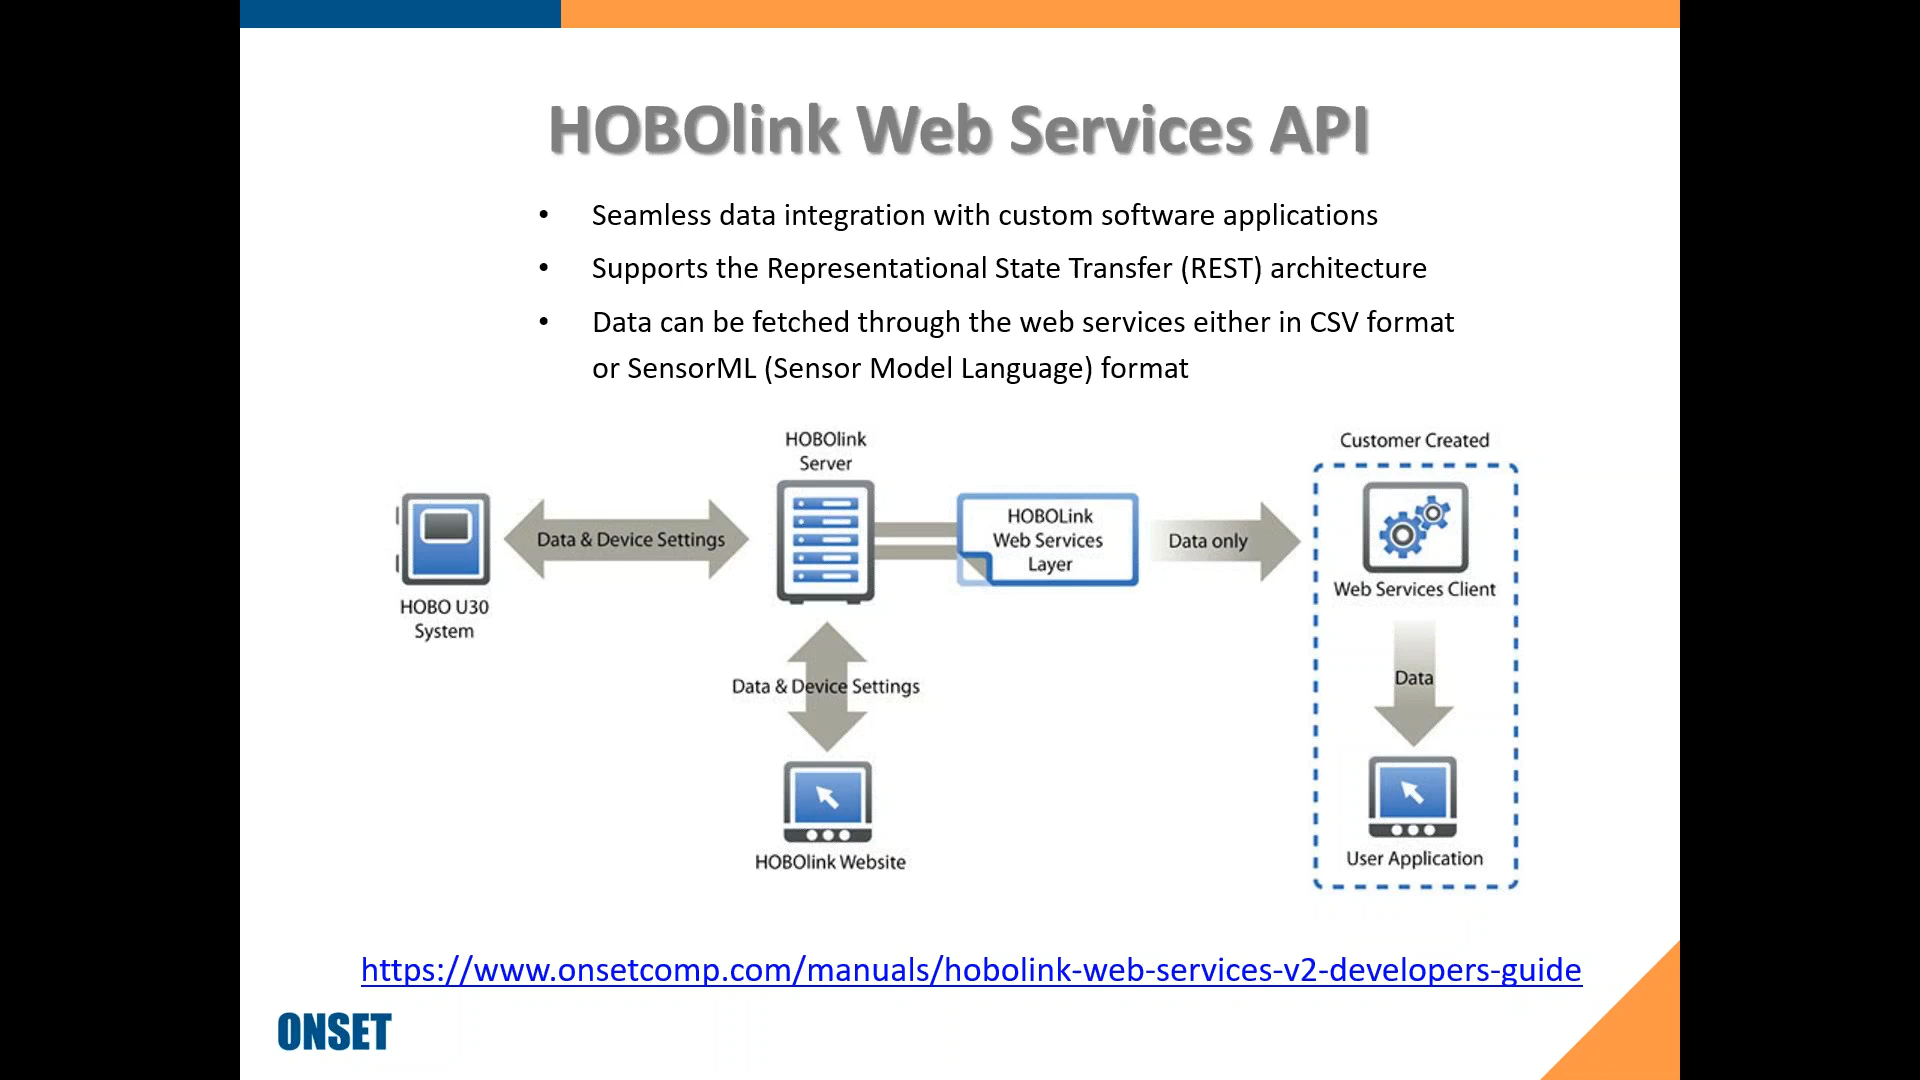 HOBOlink Web Services API
• Seamless data integration with custom software applications
• Supports the Representational State Transfer (REST) architecture
• Data can be fetched through the web services either in CSV format
or SensorML (Sensor Model Language) format
HOBOlink
Server
Customer Created
HOBO U30
System
Data & Device Settings
HOBOLink
Web Services
Layer
Data only
Web Services Client
Data & Device Settings
Data
HOBOlink Website
User Application
https://www.onsetcomp.com/manuals/hobolink-web-services-v2-developers-guide
ONSET